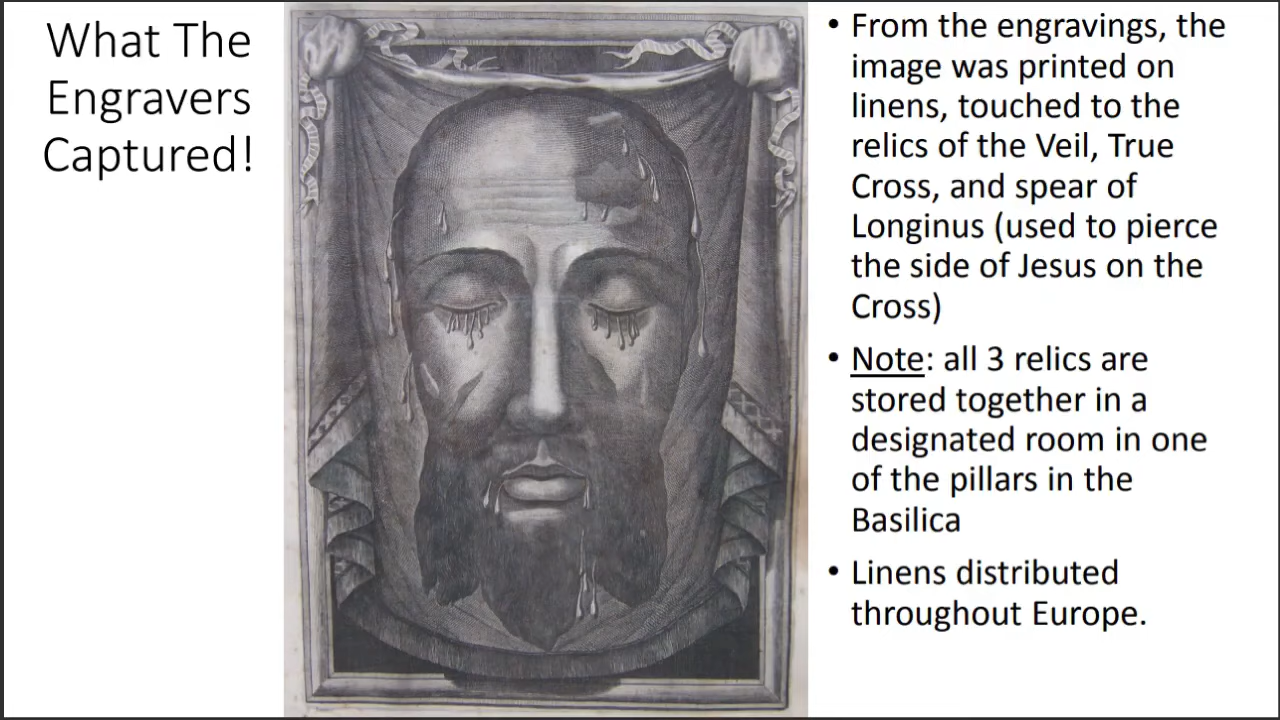 What The
Engravers
Captured!
• From the engravings, the
image was printed on
linens, touched to the
relics of the Veil, True
Cross, and spear of
Longinus (used to pierce
the side of Jesus on the
Cross)
• Note: all 3 relics are
stored together in a
designated room in one
of the pillars in the
Basilica
• Linens distributed
throughout Europe.